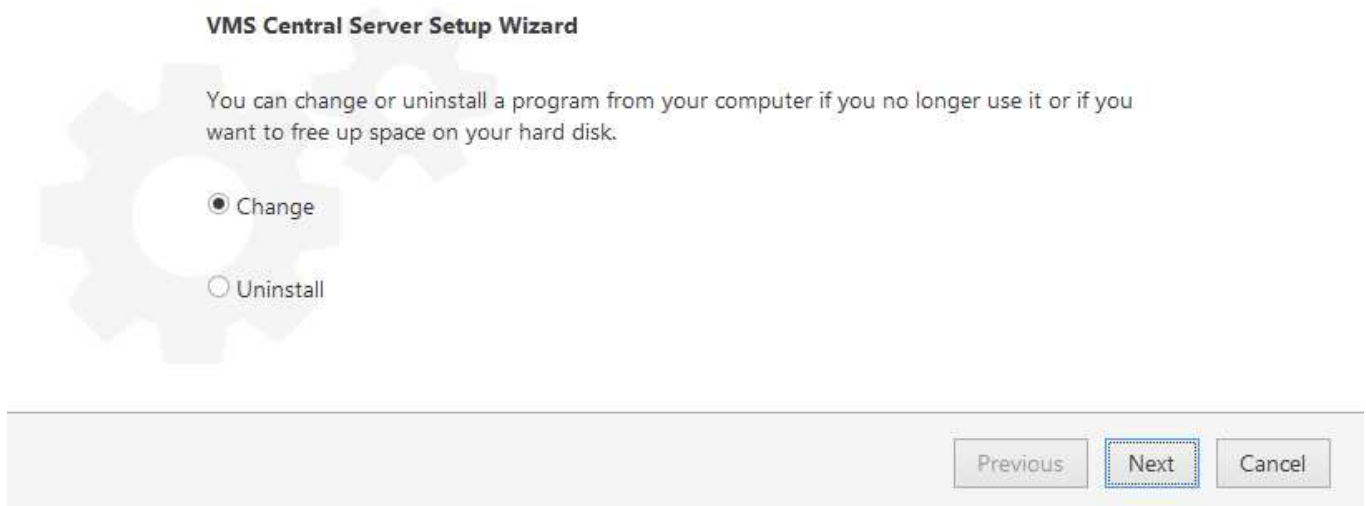 VMS Central Server Setup Wizard
You can change or uninstall a program from your computer if you no longer use it or if you
want to free up space on your hard disk.
Change
Uninstall
Previous Next Cancel